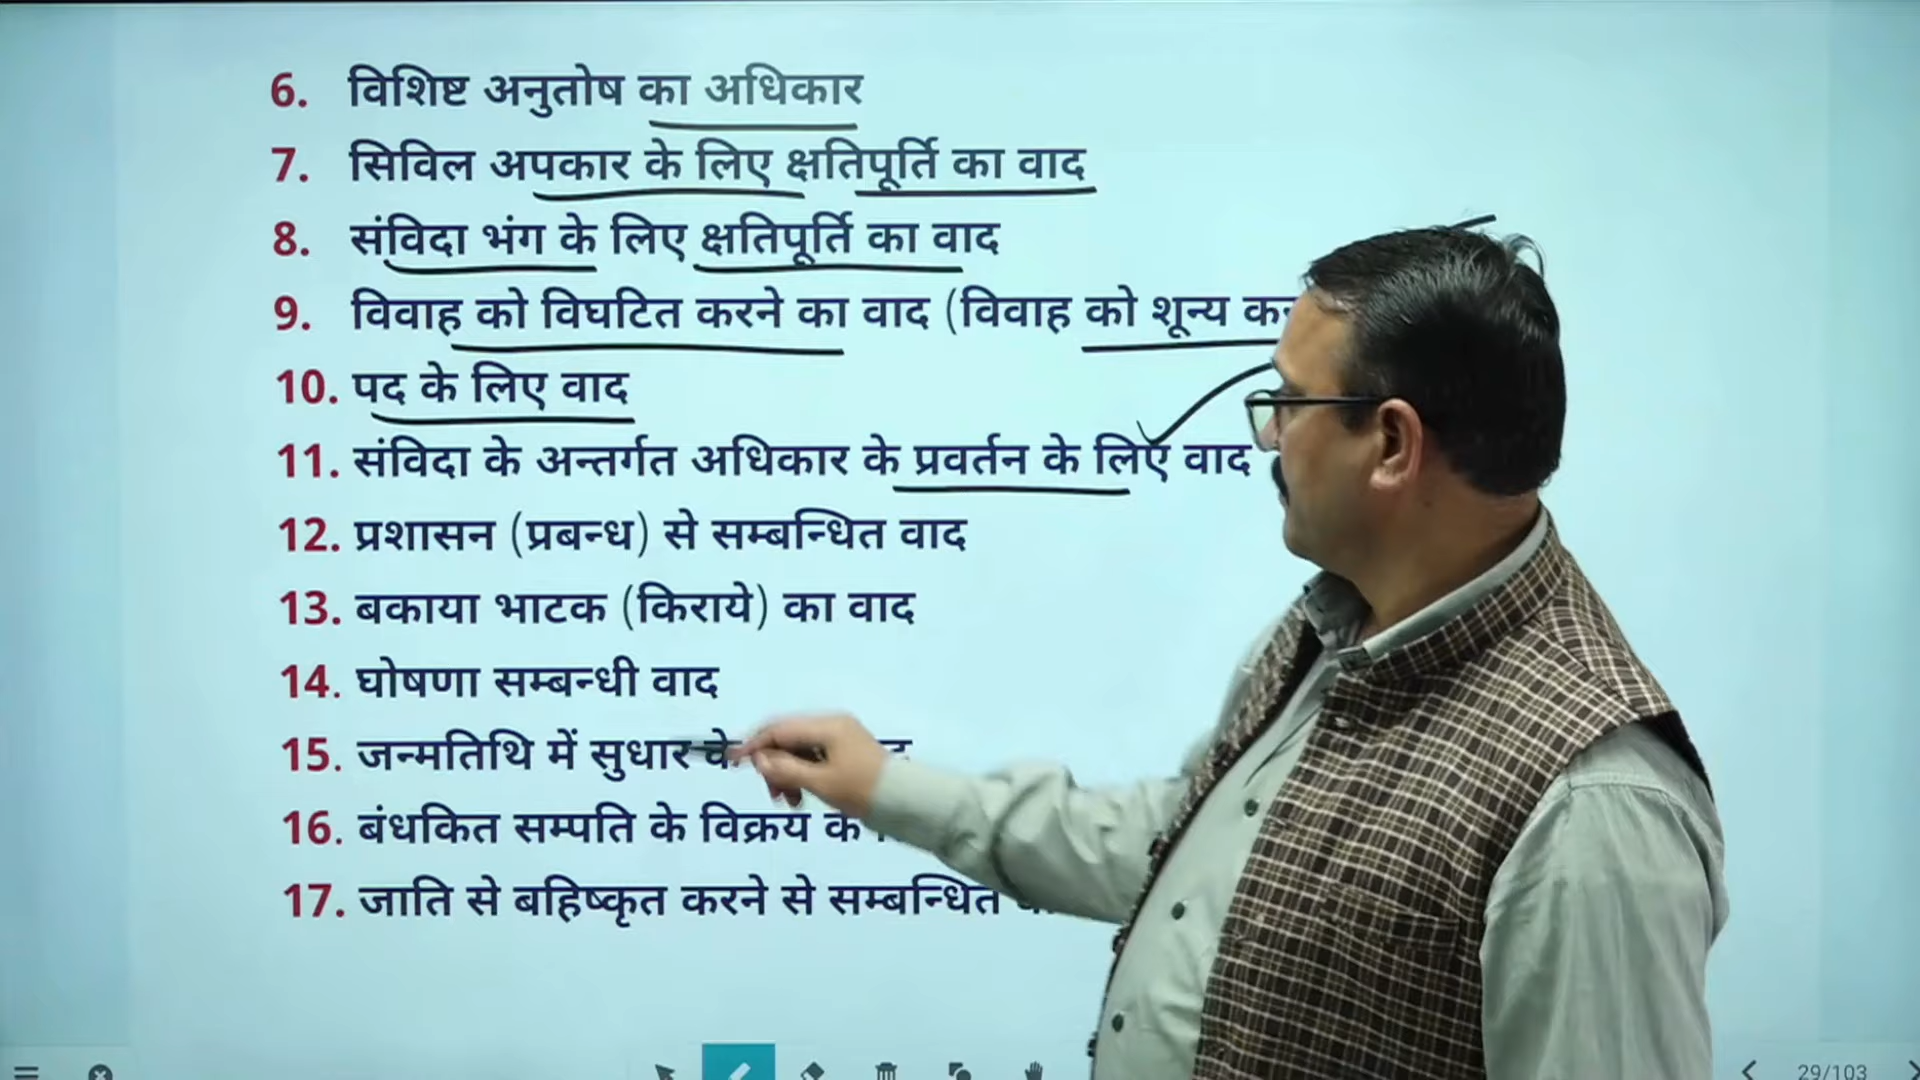 6. विशिष्ट अनुतोष का अधिकार
7. सिविल अपकार के लिए क्षतिपूर्ति का वाद
8. संविदा भंग के लिए क्षतिपूर्ति का वाद
9. विवाह को विघटित करने का वाद (विवाह को शून्य
10. पद के लिए वाद
11. संविदा के अन्तर्गत अधिकार के प्रवर्तन के लिए वाद
12. प्रशासन (प्रबन्ध) से सम्बन्धित वाद
13. बकाया भाटक (किराये) का वाद
14. घोषणा सम्बन्धी वाद
15. जन्मतिथि में सुधार के
16. बंधकित सम्पति के विक्रय के
17. जाति से बहिष्कृत करने से सम्बन्धित
29/103